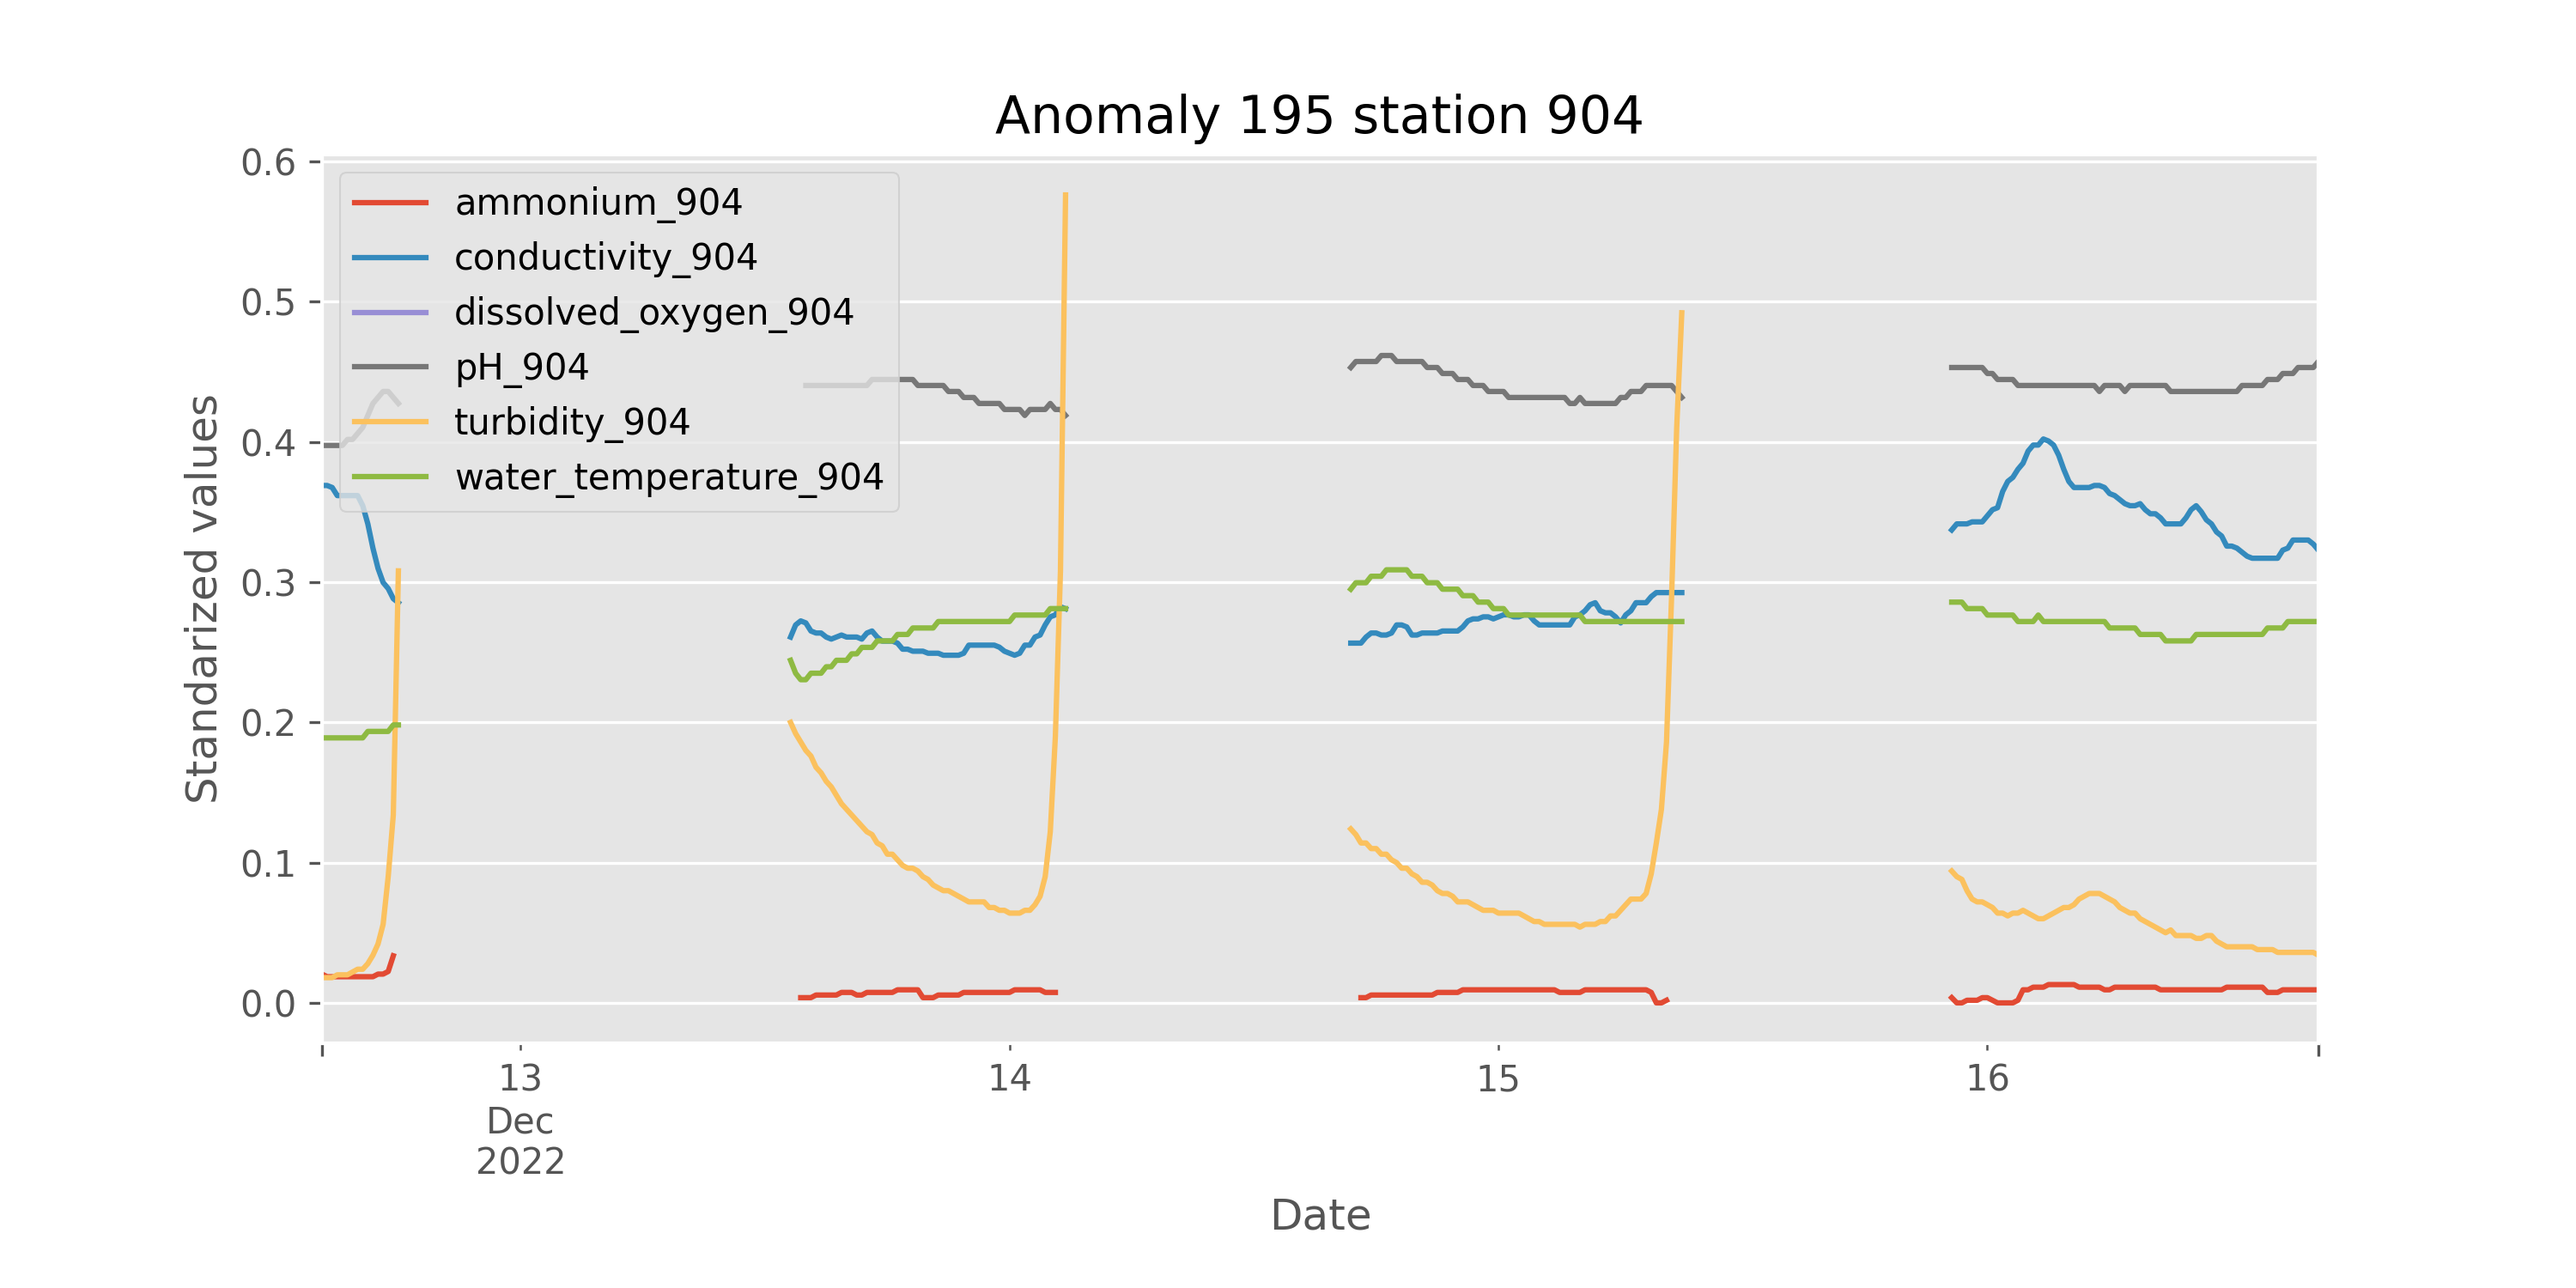 Anomaly 195 station 904
ammonium_904
conductivity_904
dissolved_oxygen_904
pH_904
turbidity_904
water_temperature_904
Standarized values
0.6
0.5
0.4
0.3
0.2
0.1
0.0
13 14 15 16
Dec
2022
Date